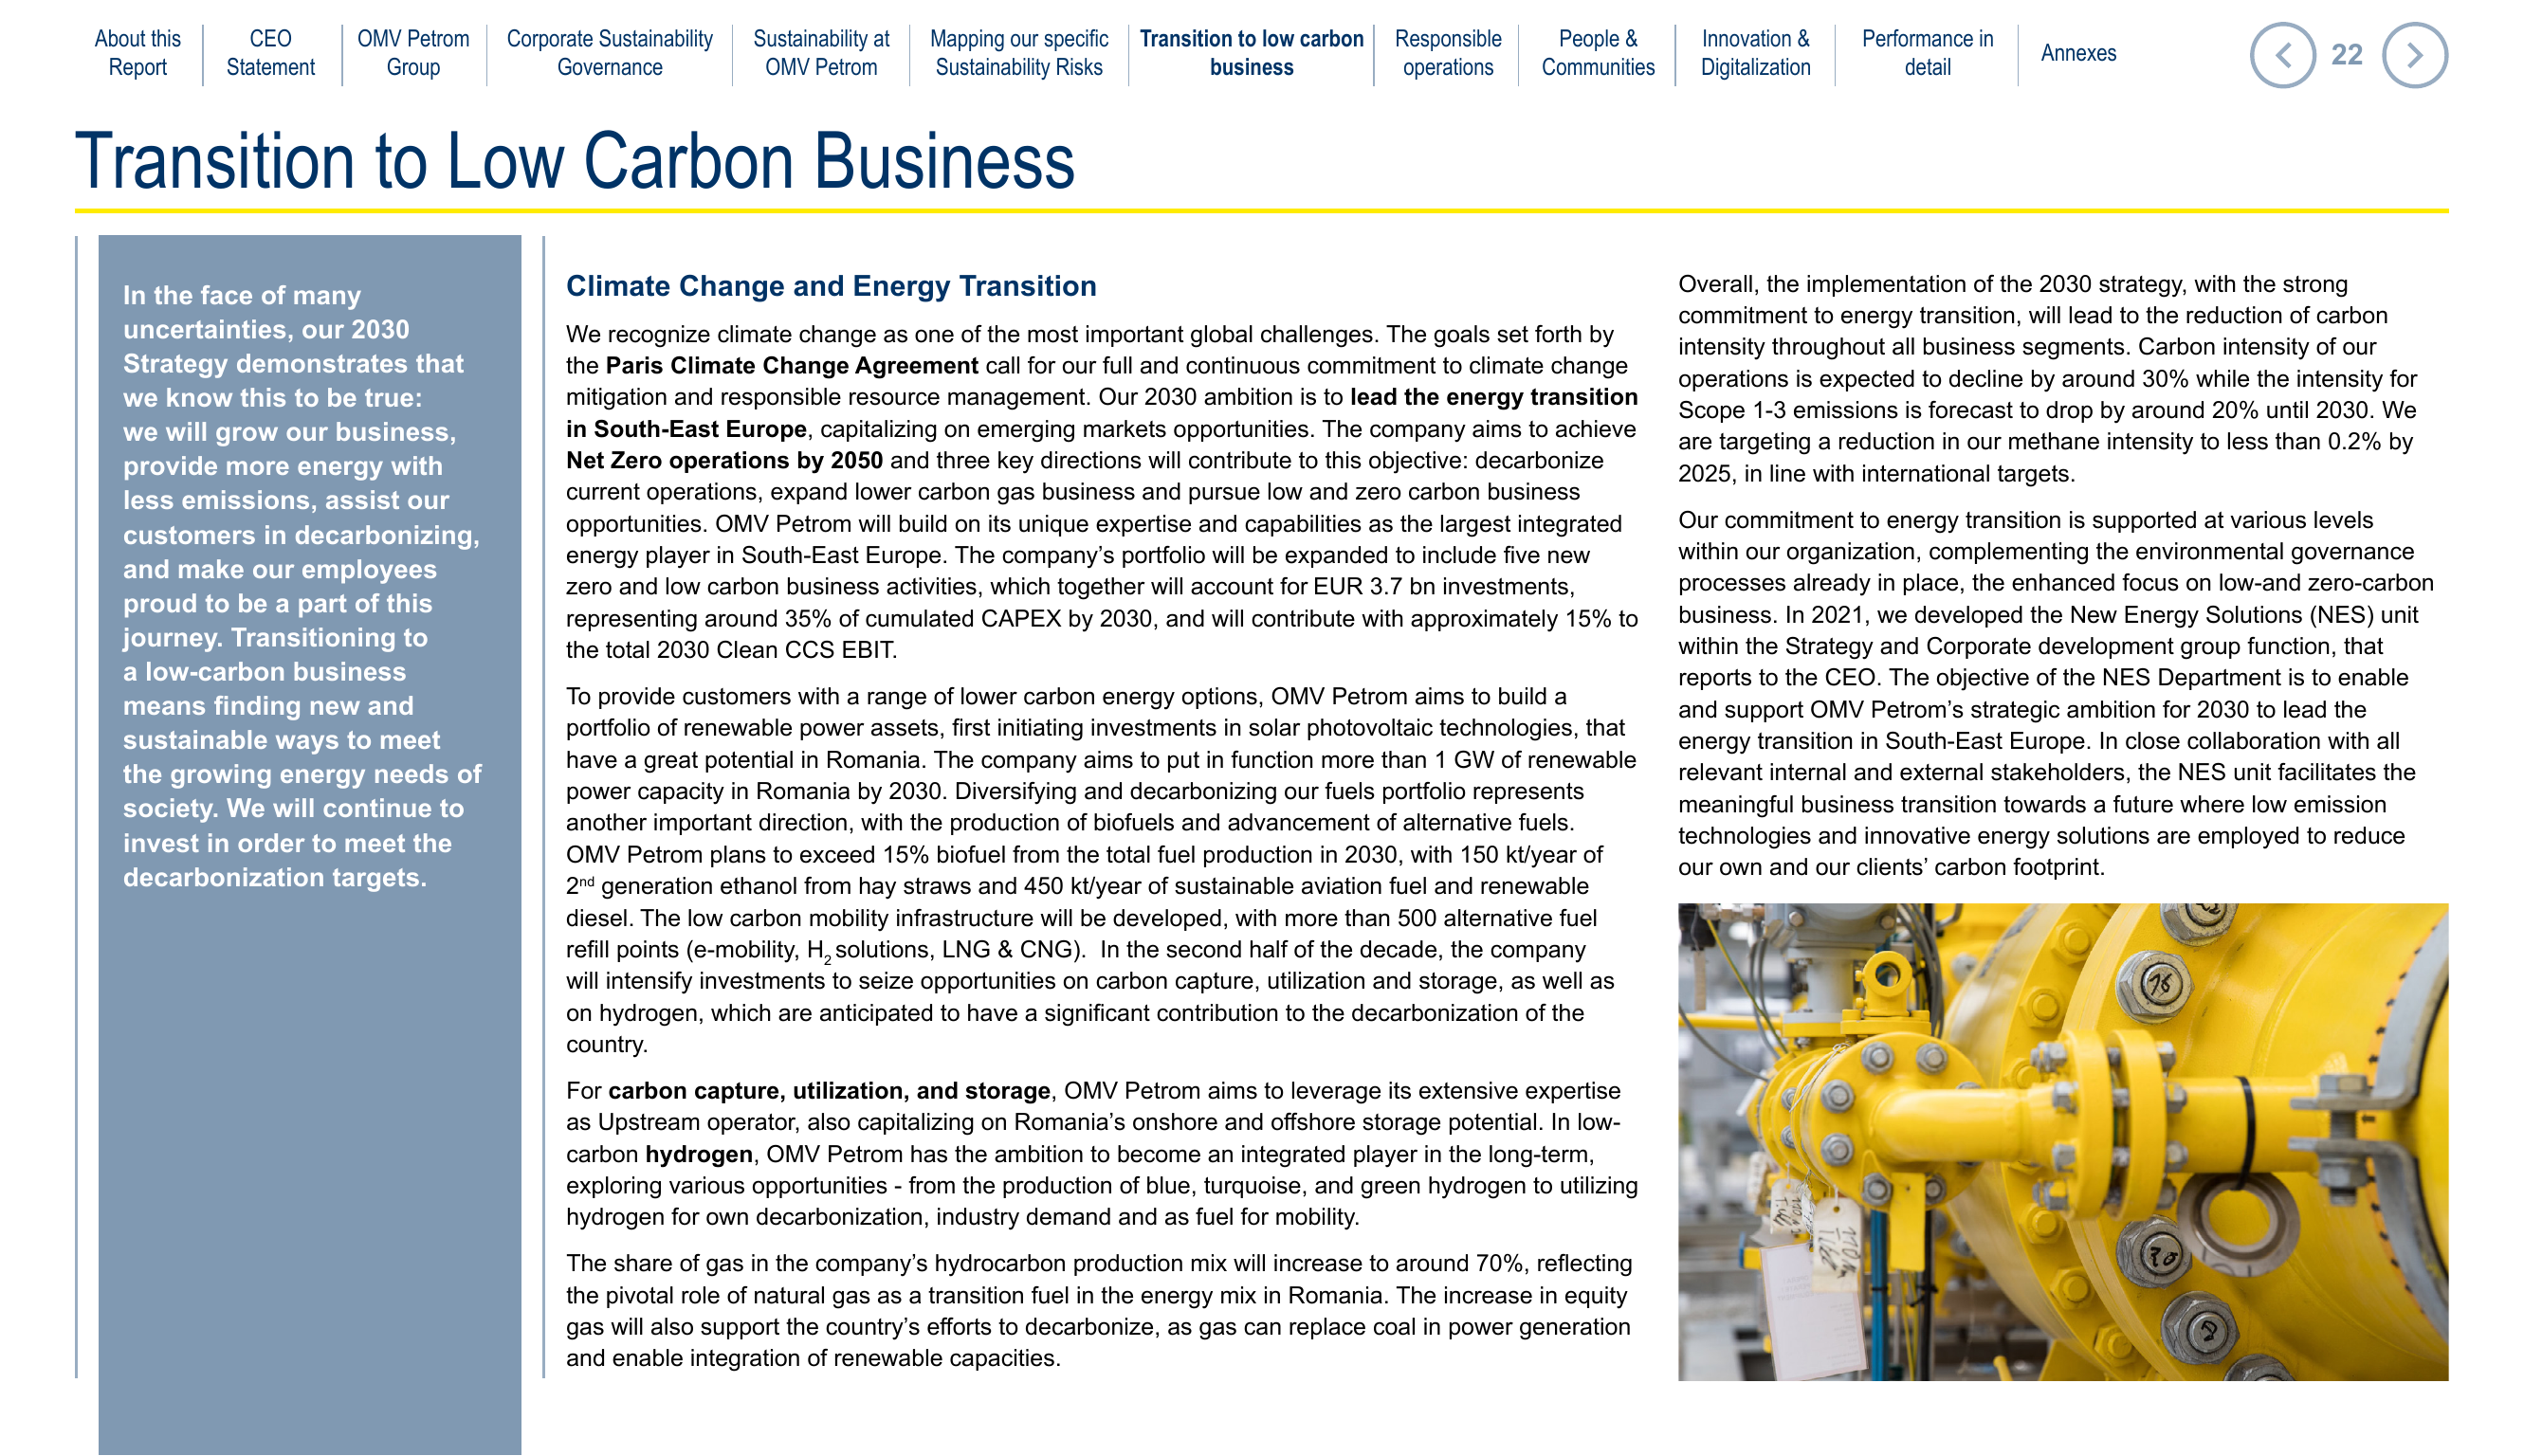 About this
Report
CEO
Statement
OMV Petrom
Group
Corporate Sustainability
Governance
Sustainability at
OMV Petrom
Mapping our specific
Sustainability Risks
Transition to low carbon
business
Responsible
operations
People &
Communities
Innovation &
Digitalization
Performance in
detail
Annexes
22
Transition to Low Carbon Business
In the face of many
uncertainties, our 2030
Strategy demonstrates that
we know this to be true:
we will grow our business,
provide more energy with
less emissions, assist our
customers in decarbonizing,
and make our employees
proud to be a part of this
journey. Transitioning to
a low-carbon business
means finding new and
sustainable ways to meet
the growing energy needs of
society. We will continue to
invest in order to meet the
decarbonization targets.
Climate Change and Energy Transition
We recognize climate change as one of the most important global challenges. The goals set forth by
the Paris Climate Change Agreement call for our full and continuous commitment to climate change
mitigation and responsible resource management. Our 2030 ambition is to lead the energy transition
in South-East Europe, capitalizing on emerging markets opportunities. The company aims to achieve
Net Zero operations by 2050 and three key directions will contribute to this objective: decarbonize
current operations, expand lower carbon gas business and pursue low and zero carbon business
opportunities. OMV Petrom will build on its unique expertise and capabilities as the largest integrated
energy player in South-East Europe. The company’s portfolio will be expanded to include five new
zero and low carbon business activities, which together will account for EUR 3.7 bn investments,
representing around 35% of cumulated CAPEX by 2030, and will contribute with approximately 15% to
the total 2030 Clean CCS EBIT.
To provide customers with a range of lower carbon energy options, OMV Petrom aims to build a
portfolio of renewable power assets, first initiating investments in solar photovoltaic technologies, that
have a great potential in Romania. The company aims to put in function more than 1 GW of renewable
power capacity in Romania by 2030. Diversifying and decarbonizing our fuels portfolio represents
another important direction, with the production of biofuels and advancement of alternative fuels.
OMV Petrom plans to exceed 15% biofuel from the total fuel production in 2030, with 150 kt/year of
2nd generation ethanol from hay straws and 450 kt/year of sustainable aviation fuel and renewable
diesel. The low carbon mobility infrastructure will be developed, with more than 500 alternative fuel
refill points (e-mobility, H2 solutions, LNG & CNG). In the second half of the decade, the company
will intensify investments to seize opportunities on carbon capture, utilization and storage, as well as
on hydrogen, which are anticipated to have a significant contribution to the decarbonization of the
country.
For carbon capture, utilization, and storage, OMV Petrom aims to leverage its extensive expertise
as Upstream operator, also capitalizing on Romania’s onshore and offshore storage potential. In low-
carbon hydrogen, OMV Petrom has the ambition to become an integrated player in the long-term,
exploring various opportunities - from the production of blue, turquoise, and green hydrogen to utilizing
hydrogen for own decarbonization, industry demand and as fuel for mobility.
The share of gas in the company’s hydrocarbon production mix will increase to around 70%, reflecting
the pivotal role of natural gas as a transition fuel in the energy mix in Romania. The increase in equity
gas will also support the country’s efforts to decarbonize, as gas can replace coal in power generation
and enable integration of renewable capacities.
Overall, the implementation of the 2030 strategy, with the strong
commitment to energy transition, will lead to the reduction of carbon
intensity throughout all business segments. Carbon intensity of our
operations is expected to decline by around 30% while the intensity for
Scope 1-3 emissions is forecast to drop by around 20% until 2030. We
are targeting a reduction in our methane intensity to less than 0.2% by
2025, in line with international targets.
Our commitment to energy transition is supported at various levels
within our organization, complementing the environmental governance
processes already in place, the enhanced focus on low-and zero-carbon
business. In 2021, we developed the New Energy Solutions (NES) unit
within the Strategy and Corporate development group function, that
reports to the CEO. The objective of the NES Department is to enable
and support OMV Petrom’s strategic ambition for 2030 to lead the
energy transition in South-East Europe. In close collaboration with all
relevant internal and external stakeholders, the NES unit facilitates the
meaningful business transition towards a future where low emission
technologies and innovative energy solutions are employed to reduce
our own and our clients’ carbon footprint.
16